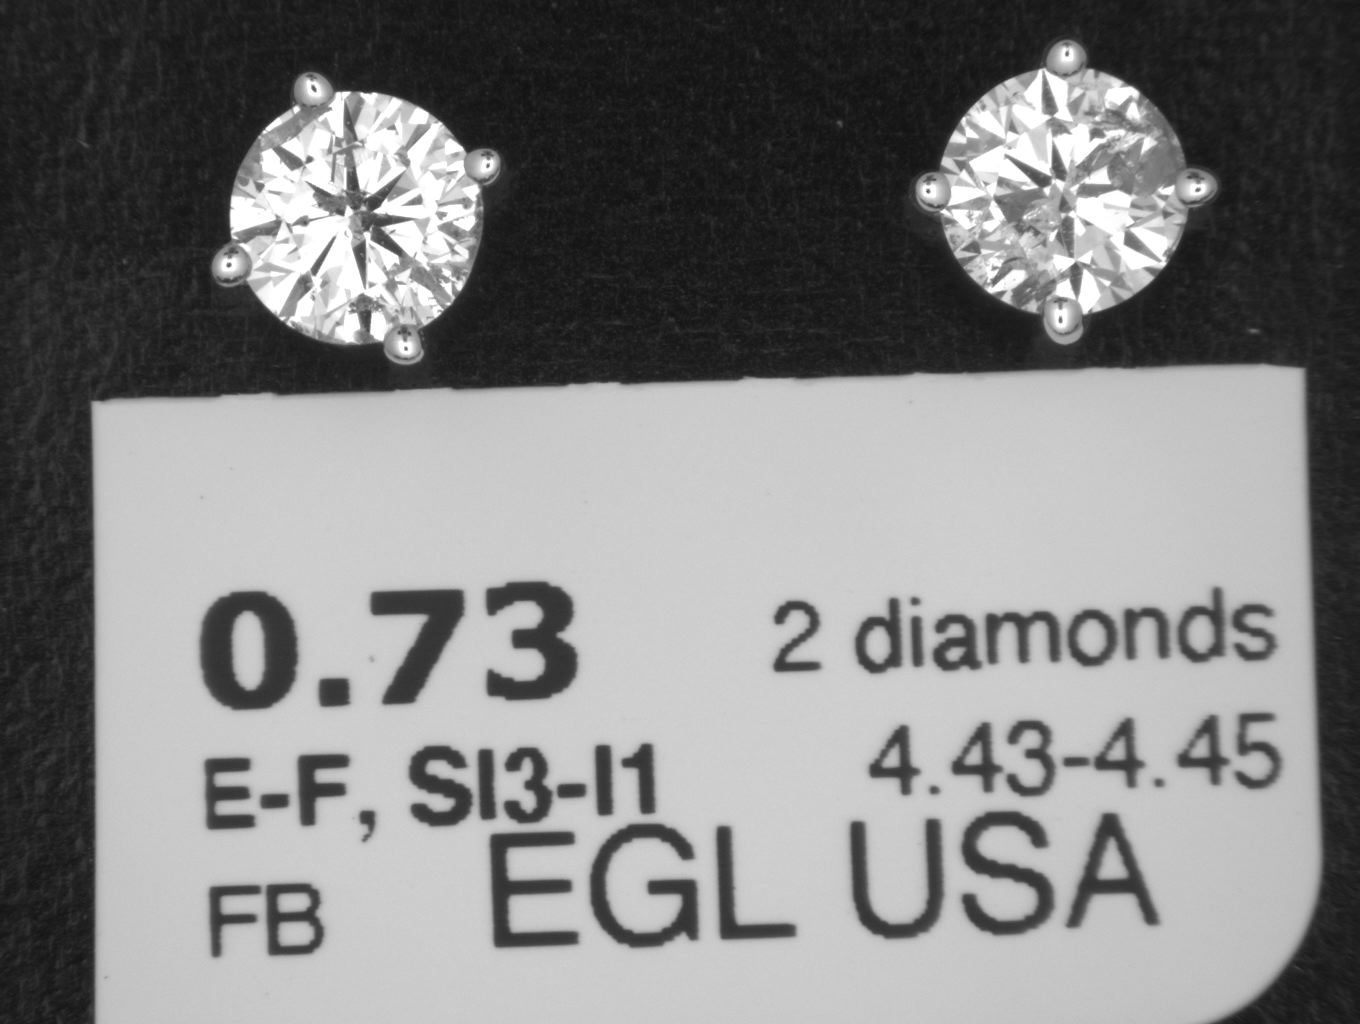 0.73 2 diamonds
E-F, SI3-I1 4.43-4.45
FB EGL USA